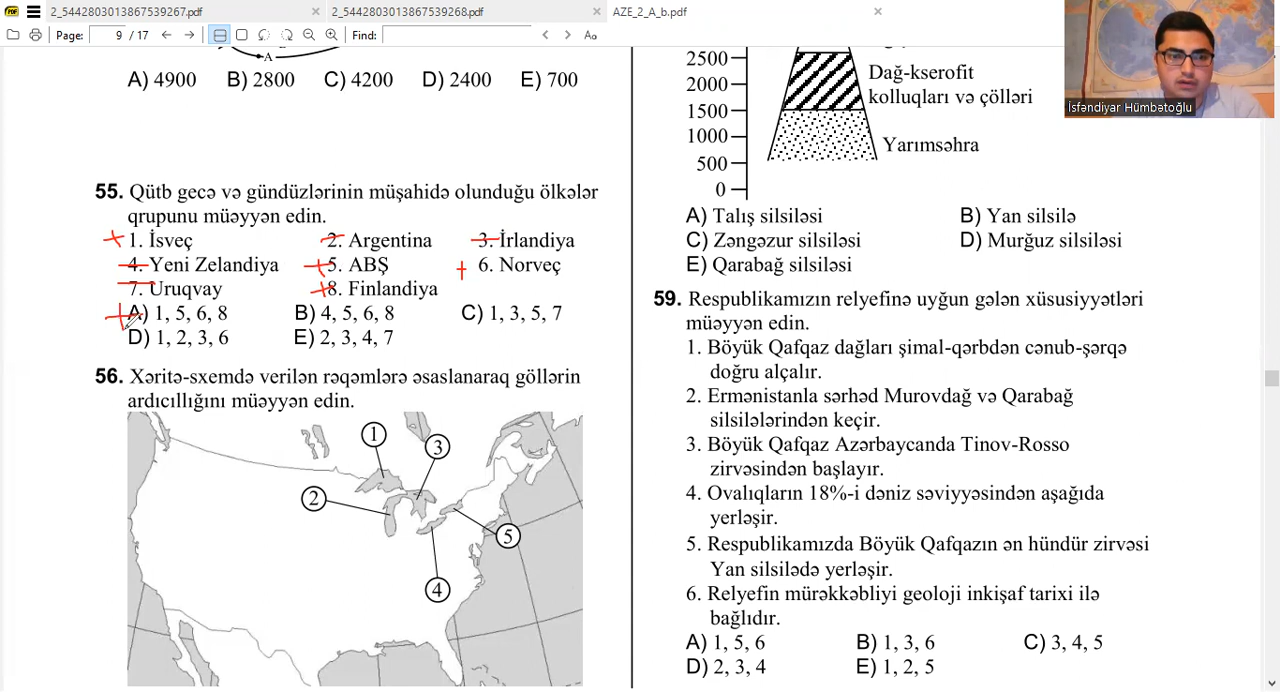 2_5442803013867539267.pdf
2_5442803013867539268.pdf
AZE_2_A_b.pdf
Page: 9 / 17
Find:
Aa
İsfəndiyar Hümbətoğlu
A
A) 4900 B) 2800 C) 4200 D) 2400 E) 700
55. Qütb gecə və gündüzlərinin müşahidə olunduğu ölkələr
qrupunu müəyyən edin.
1. İsveç 2. Argentina 3. İrlandiya
4. Yeni Zelandiya 5. ABŞ 6. Norveç
7. Uruqvay 8. Finlandiya
A) 1, 5, 6, 8 B) 4, 5, 6, 8 C) 1, 3, 5, 7
D) 1, 2, 3, 6 E) 2, 3, 4, 7
56. Xəritə-sxemdə verilən rəqəmlərə əsaslanaraq göllərin
ardıcıllığını müəyyən edin.
1
3
2
5
4
2500
2000
1500
1000
500
0
Dağ-kserofit
kolluqları və çölləri
Yarımsəhra
A) Talış silsiləsi B) Yan silsilə
C) Zəngəzur silsiləsi D) Murğuz silsiləsi
E) Qarabağ silsiləsi
59. Respublikamızın relyefinə uyğun gələn xüsusiyyətləri
müəyyən edin.
1. Böyük Qafqaz dağları şimal-qərbdən cənub-şərqə
doğru alçalır.
2. Ermənistanla sərhəd Murovdağ və Qarabağ
silsilələrindən keçir.
3. Böyük Qafqaz Azərbaycanda Tinov-Rosso
zirvəsindən başlayır.
4. Ovalıqların 18%-i dəniz səviyyəsindən aşağıda
yerləşir.
5. Respublikamızda Böyük Qafqazın ən hündür zirvəsi
Yan silsilədə yerləşir.
6. Relyefin mürəkkəbliyi geoloji inkişaf tarixi ilə
bağlıdır.
A) 1, 5, 6 B) 1, 3, 6 C) 3, 4, 5
D) 2, 3, 4 E) 1, 2, 5